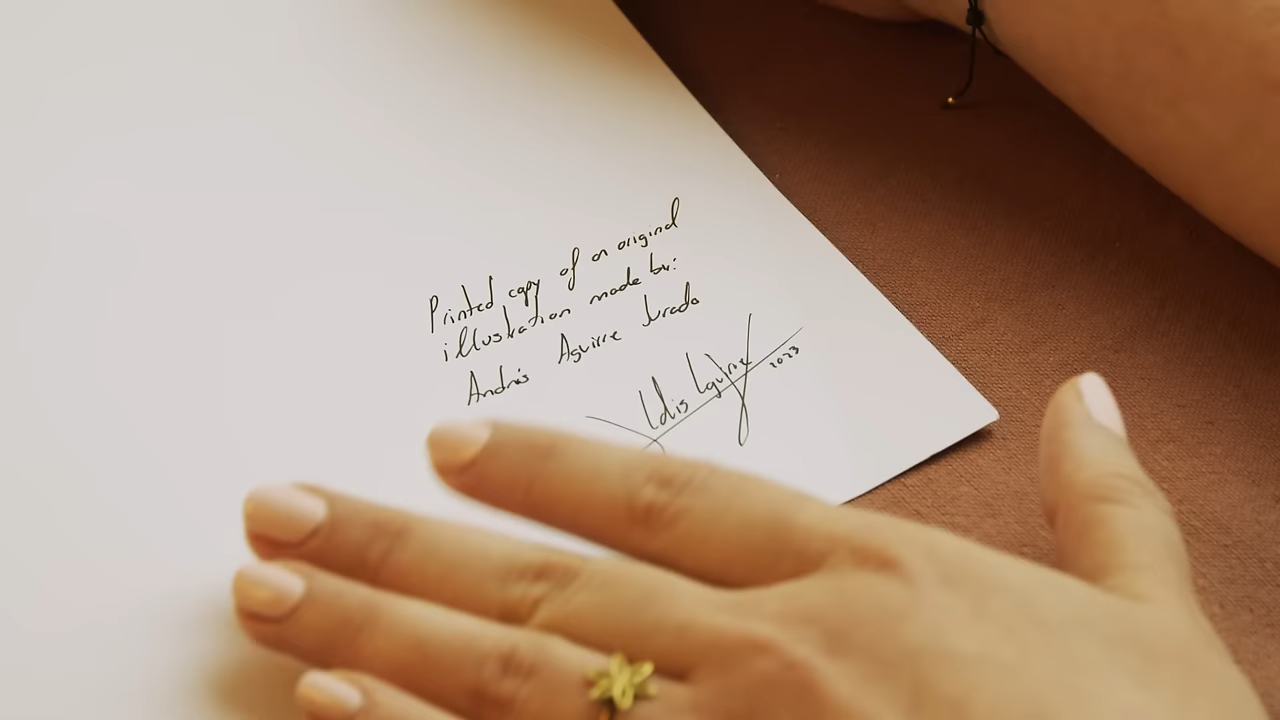 Printed copy of an original
illustration made by:
Andrés Aguirre Jurado
2023